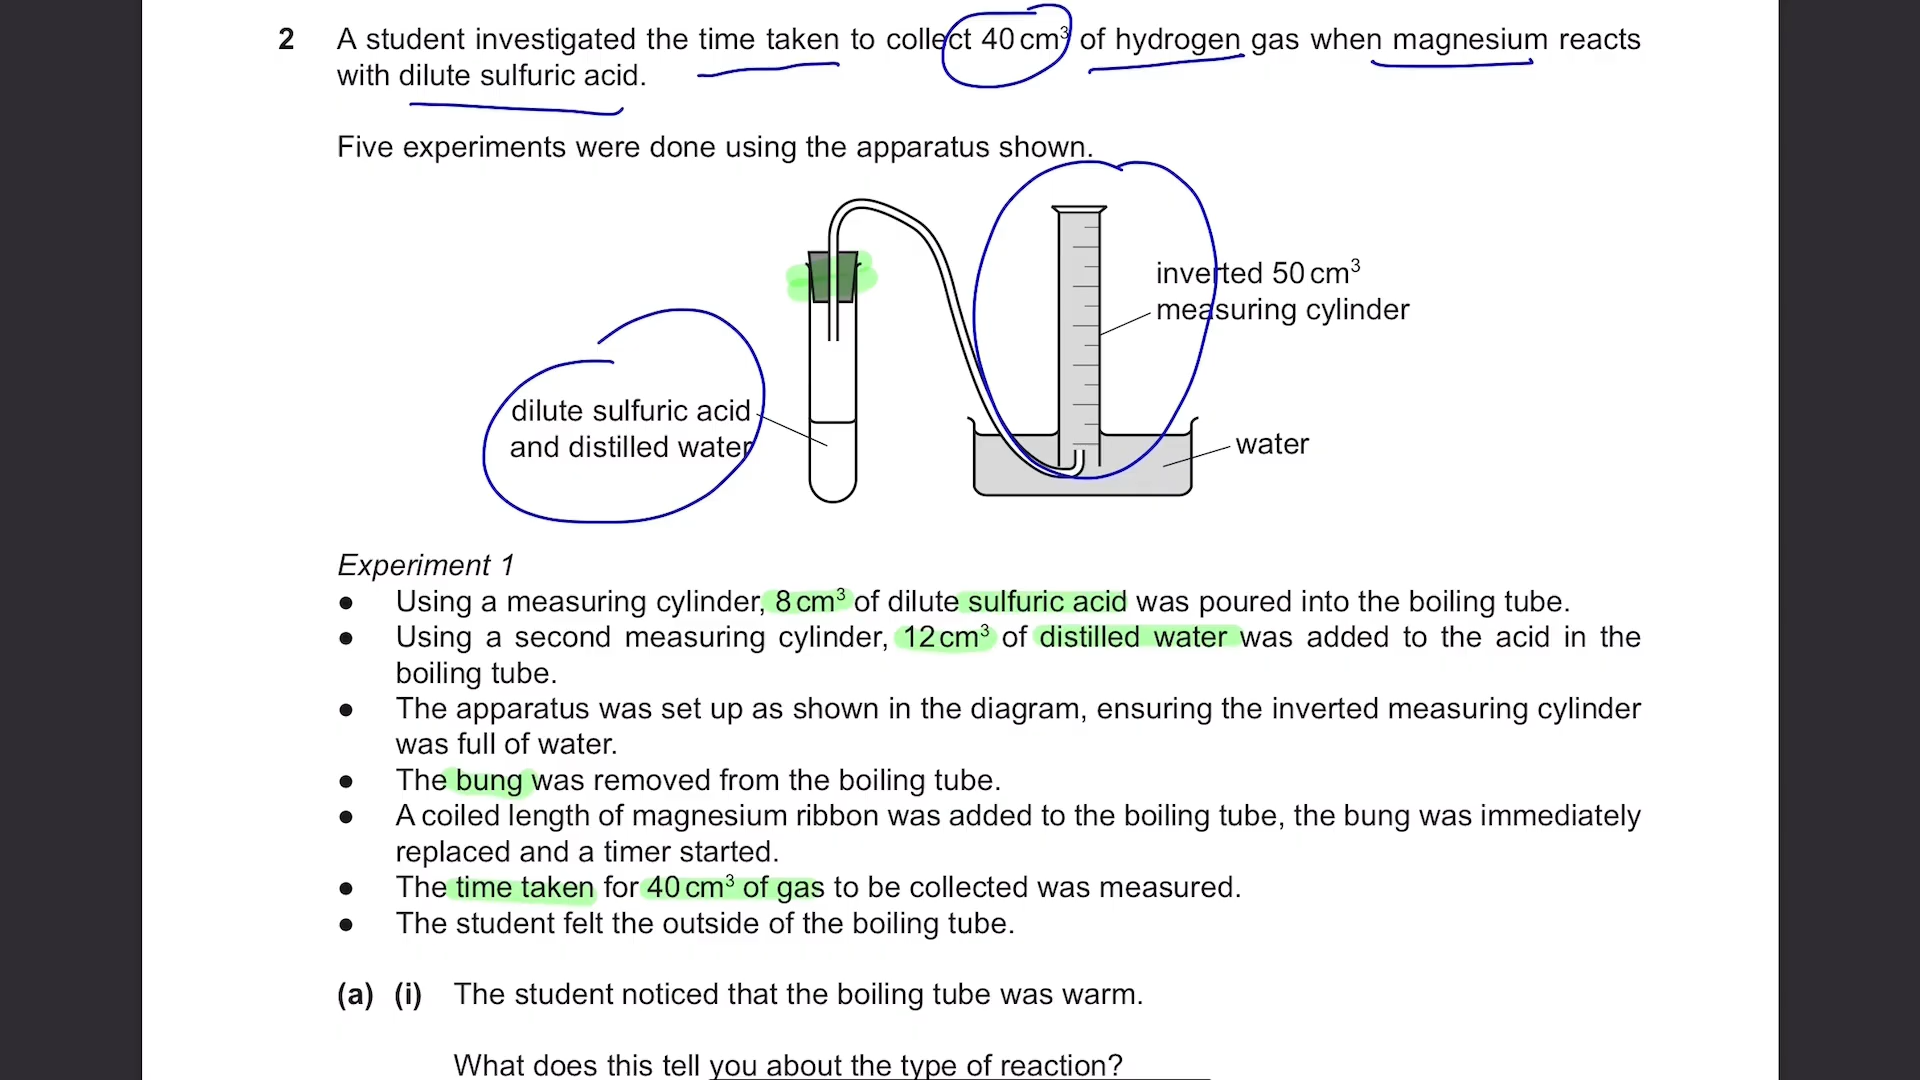 2 A student investigated the time taken to collect 40 cm³ of hydrogen gas when magnesium reacts
with dilute sulfuric acid.
Five experiments were done using the apparatus shown.
inverted 50 cm³
measuring cylinder
dilute sulfuric acid
and distilled water
water
Experiment 1
● Using a measuring cylinder, 8 cm³ of dilute sulfuric acid was poured into the boiling tube.
● Using a second measuring cylinder, 12 cm³ of distilled water was added to the acid in the
boiling tube.
● The apparatus was set up as shown in the diagram, ensuring the inverted measuring cylinder
was full of water.
● The bung was removed from the boiling tube.
● A coiled length of magnesium ribbon was added to the boiling tube, the bung was immediately
replaced and a timer started.
● The time taken for 40 cm³ of gas to be collected was measured.
● The student felt the outside of the boiling tube.
(a) (i) The student noticed that the boiling tube was warm.
What does this tell you about the type of reaction?